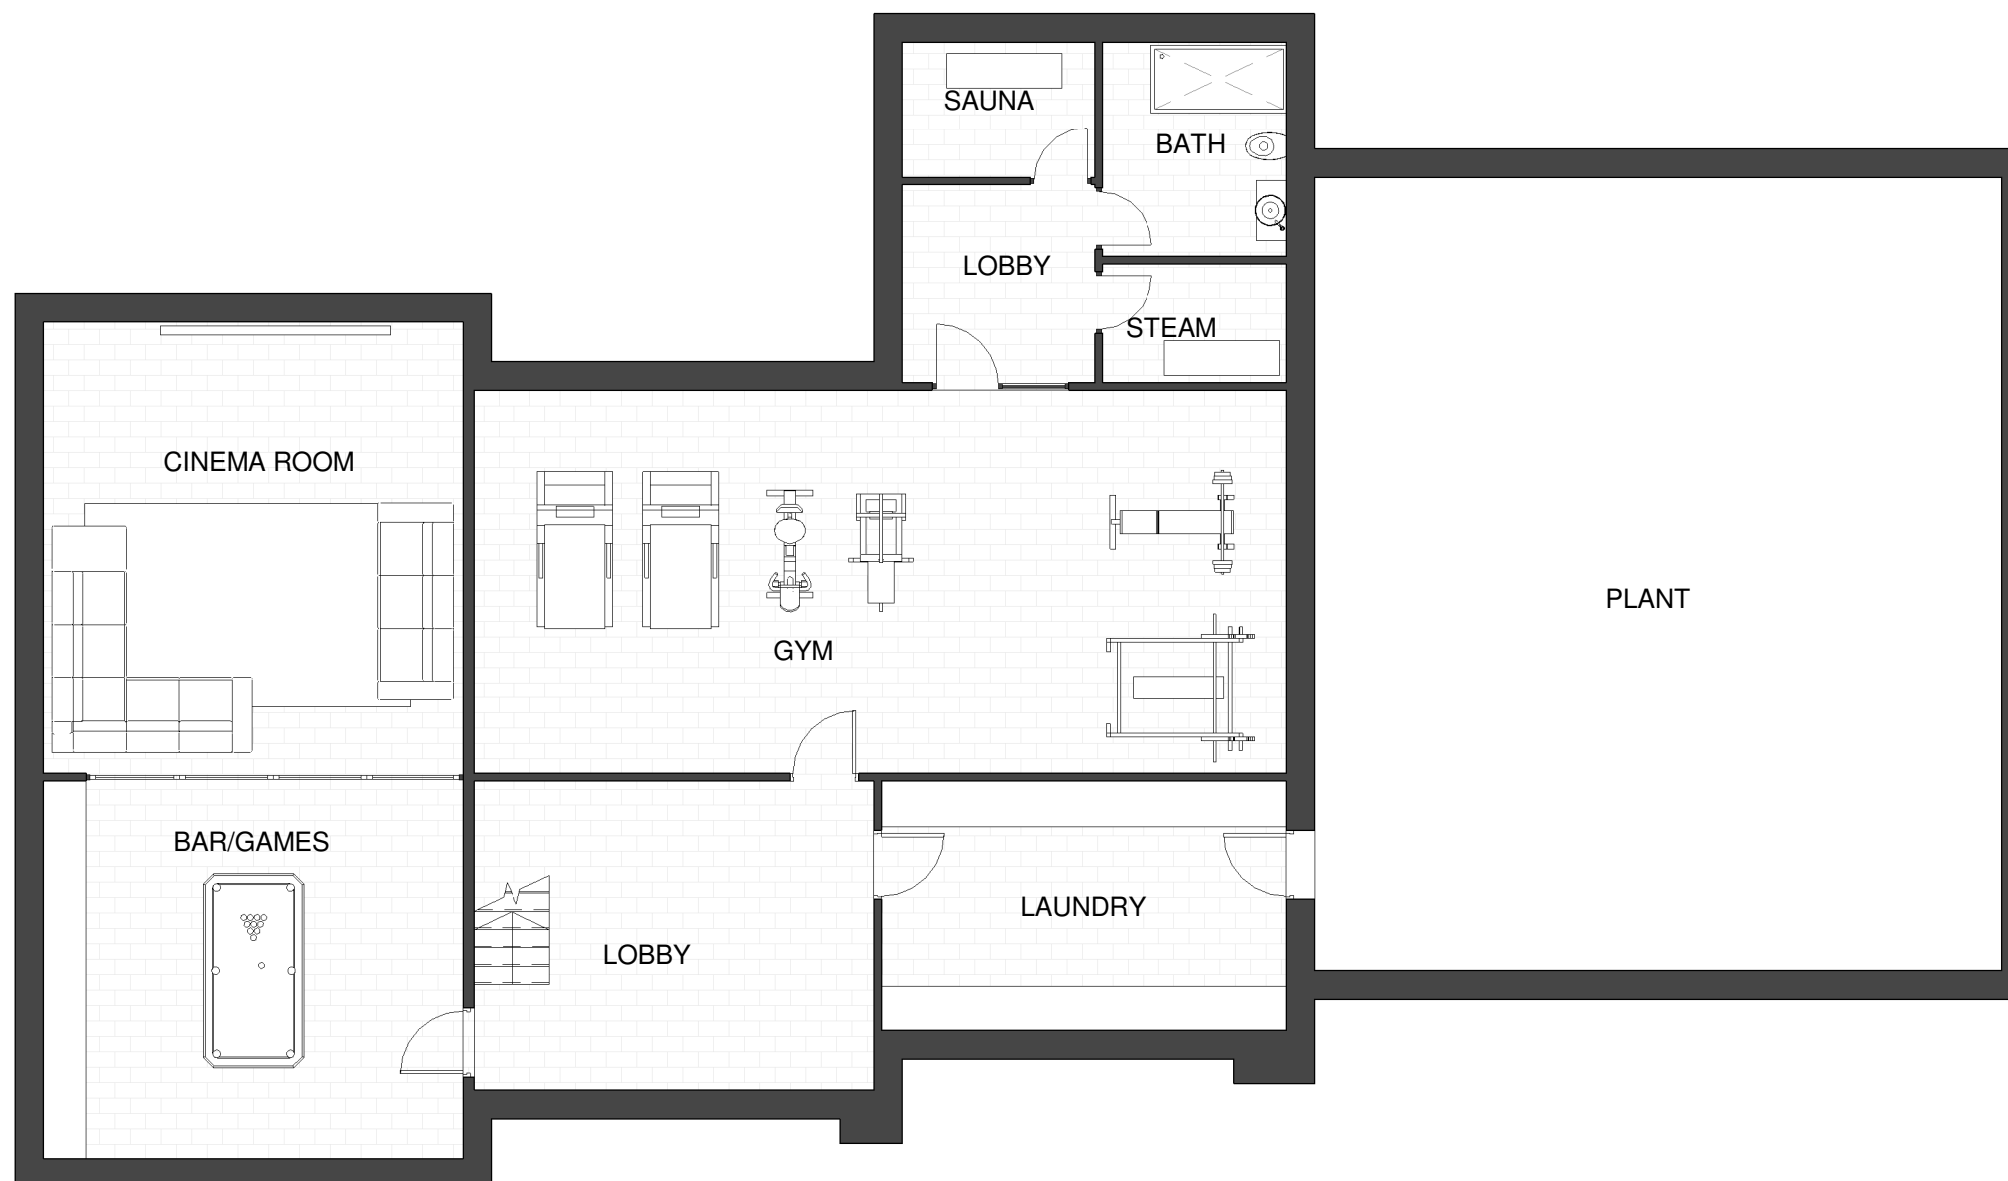 SAUNA
BATH
LOBBY
STEAM
CINEMA ROOM
PLANT
GYM
BAR/GAMES
LAUNDRY
LOBBY